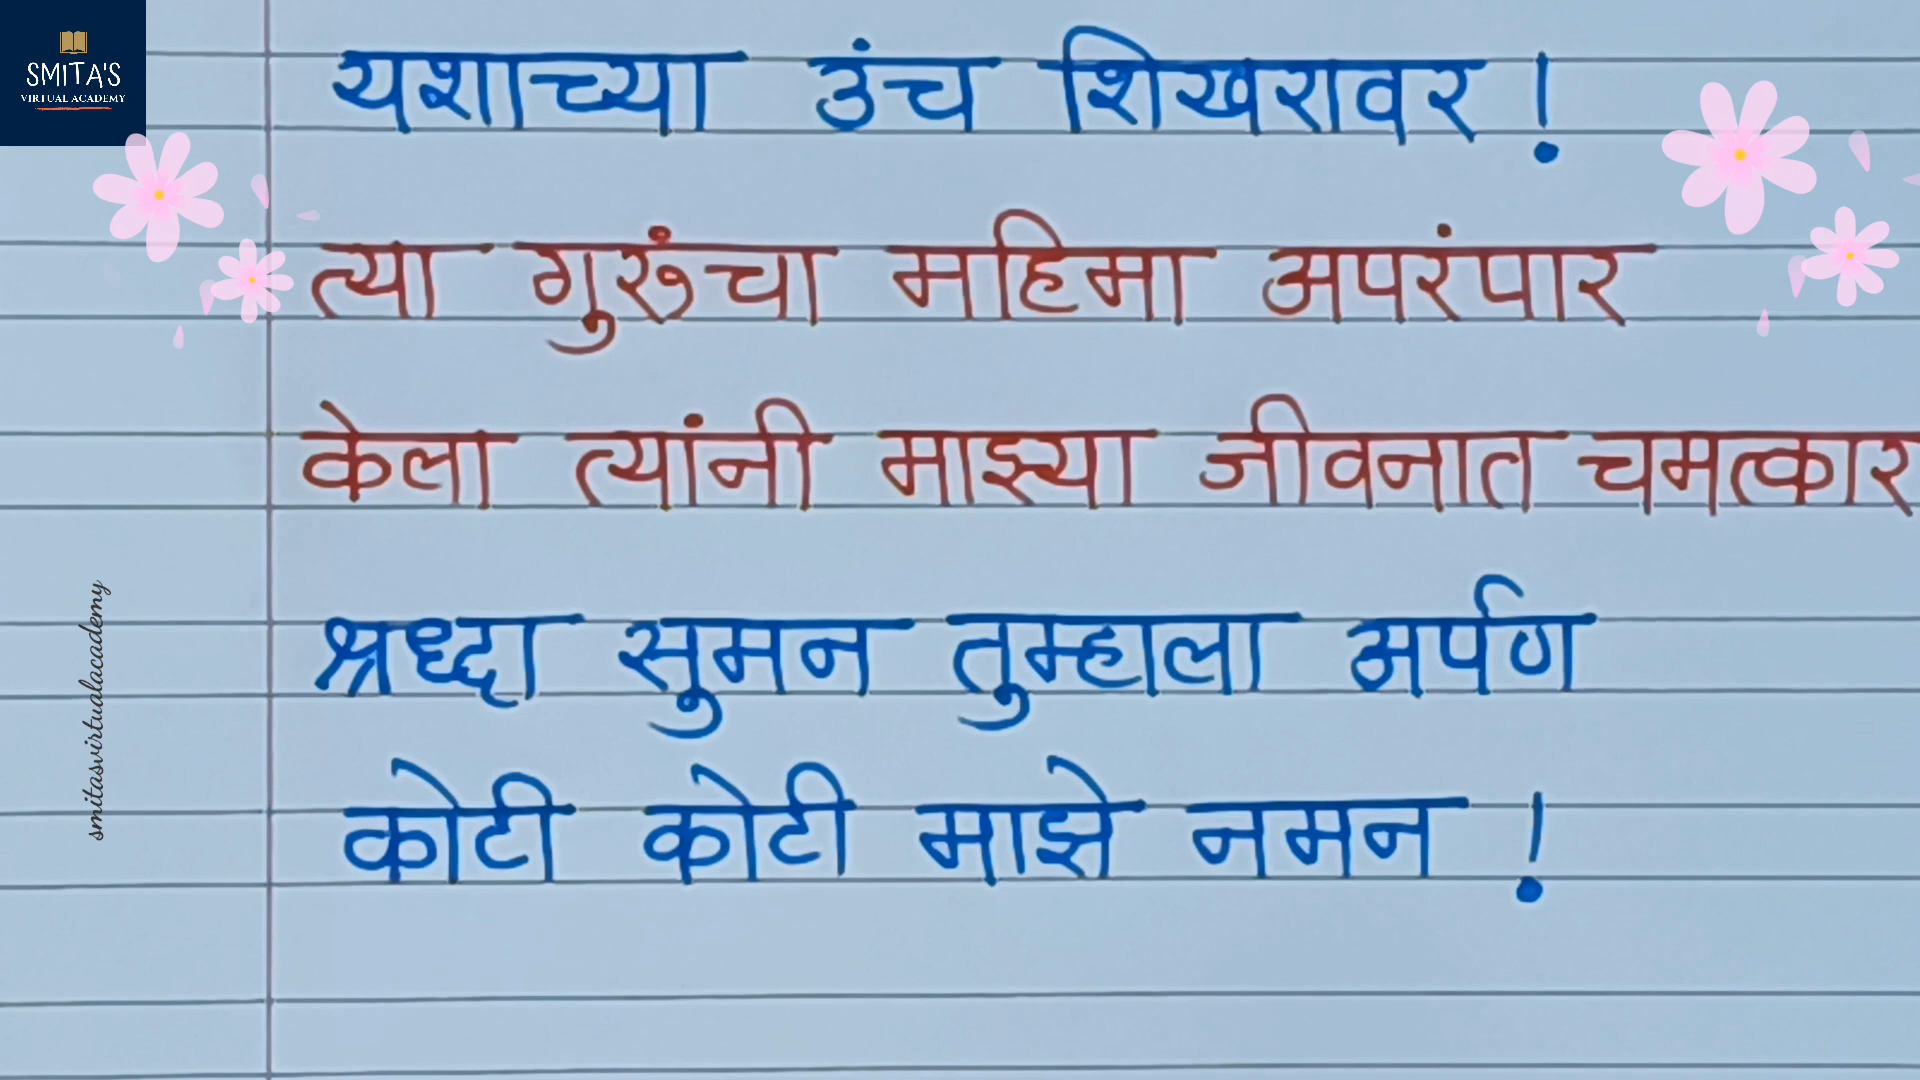 SMITA'S
VIRTUAL ACADEMY
यशाच्या उंच शिखरावर !
त्या गुरुंचा महिमा अपरंपार
केला त्यांनी माझ्या जीवनात चमत्कार
श्रध्दा सुमन तुम्हाला अर्पण
कोटी कोटी माझे नमन !
smitasvirtualacademy